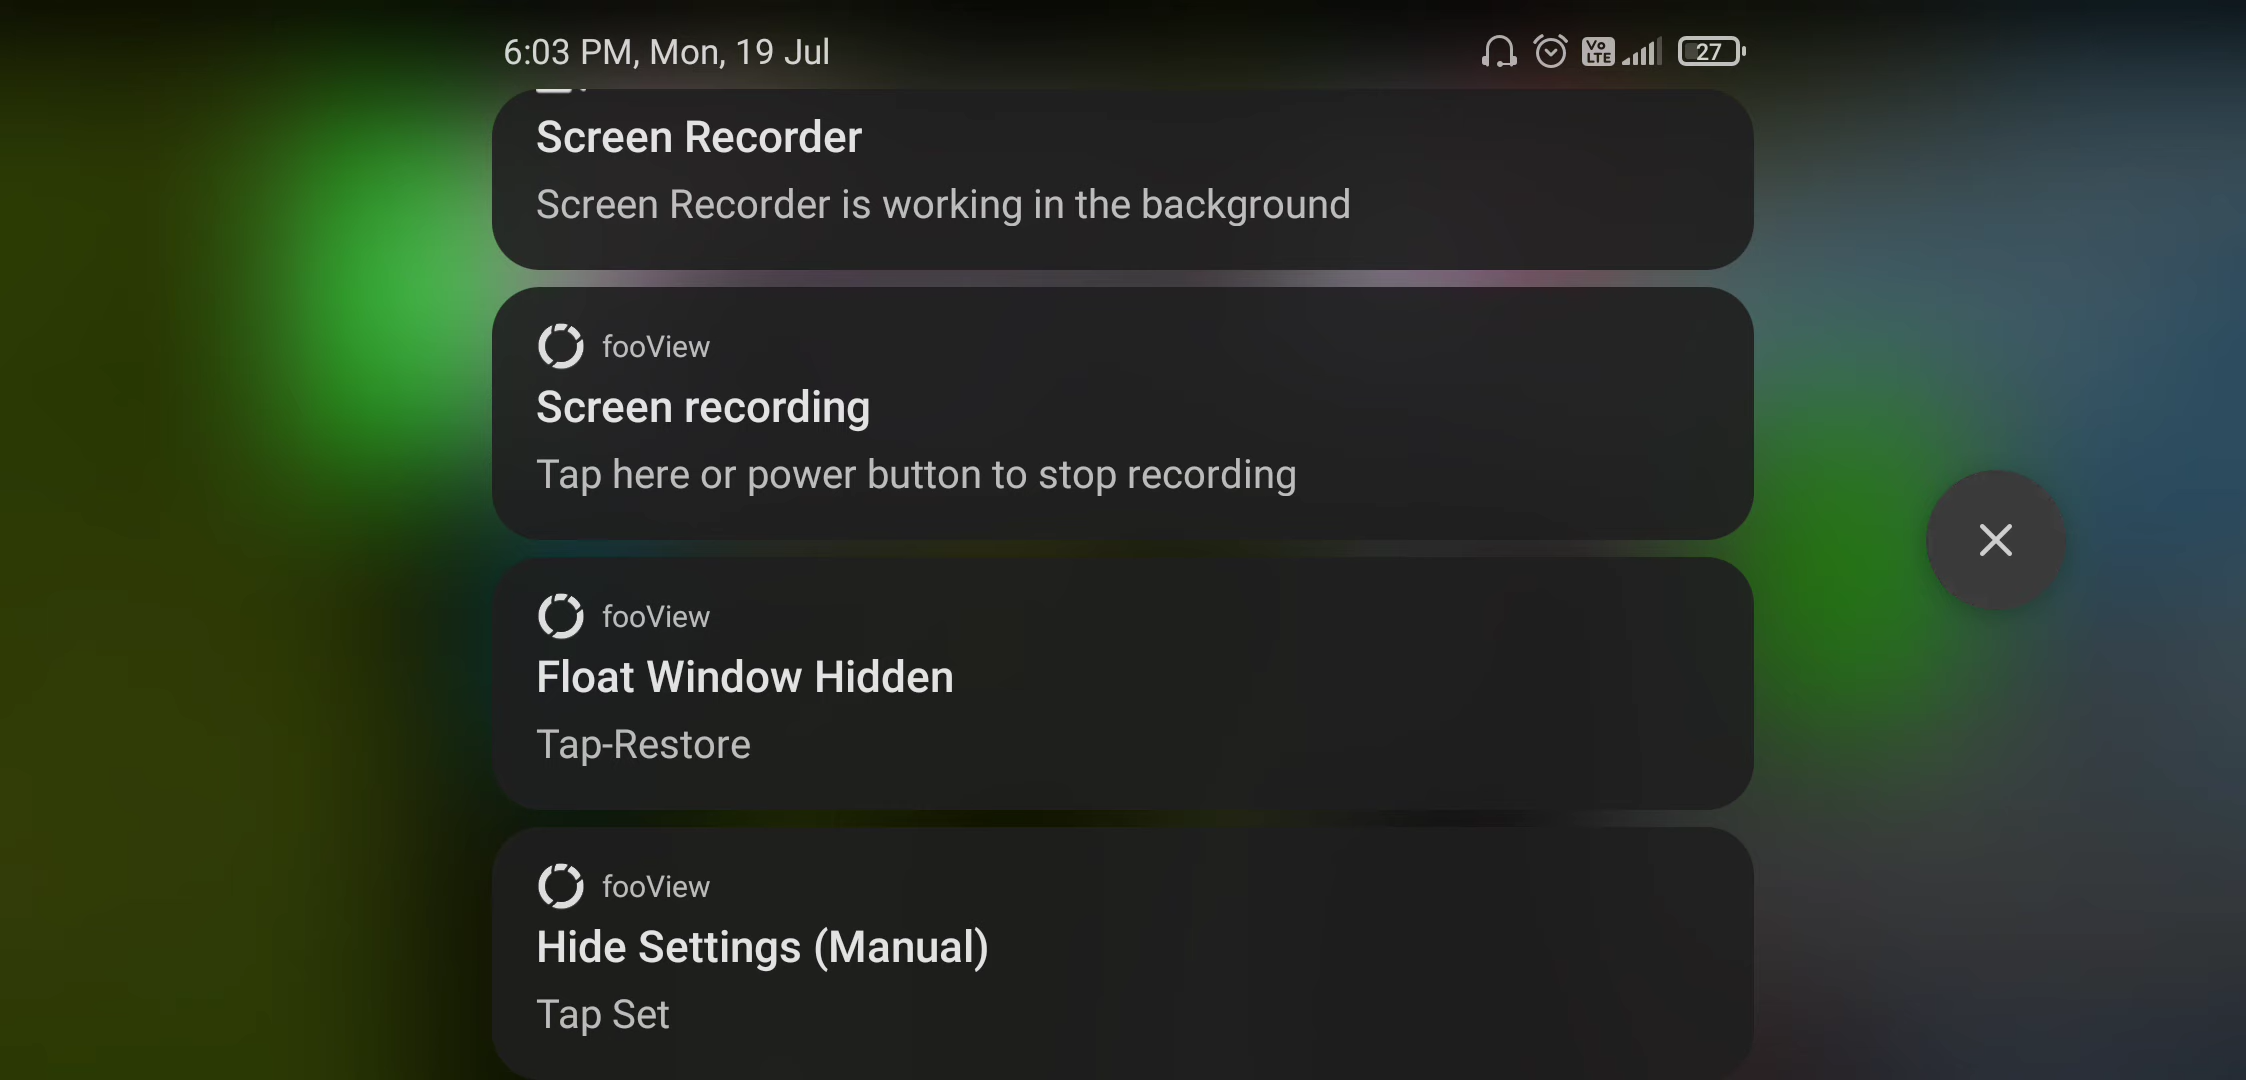 6:03 PM, Mon, 19 Jul
Vo LTE
27
Screen Recorder
Screen Recorder is working in the background
fooView
Screen recording
Tap here or power button to stop recording
fooView
Float Window Hidden
Tap-Restore
fooView
Hide Settings (Manual)
Tap Set